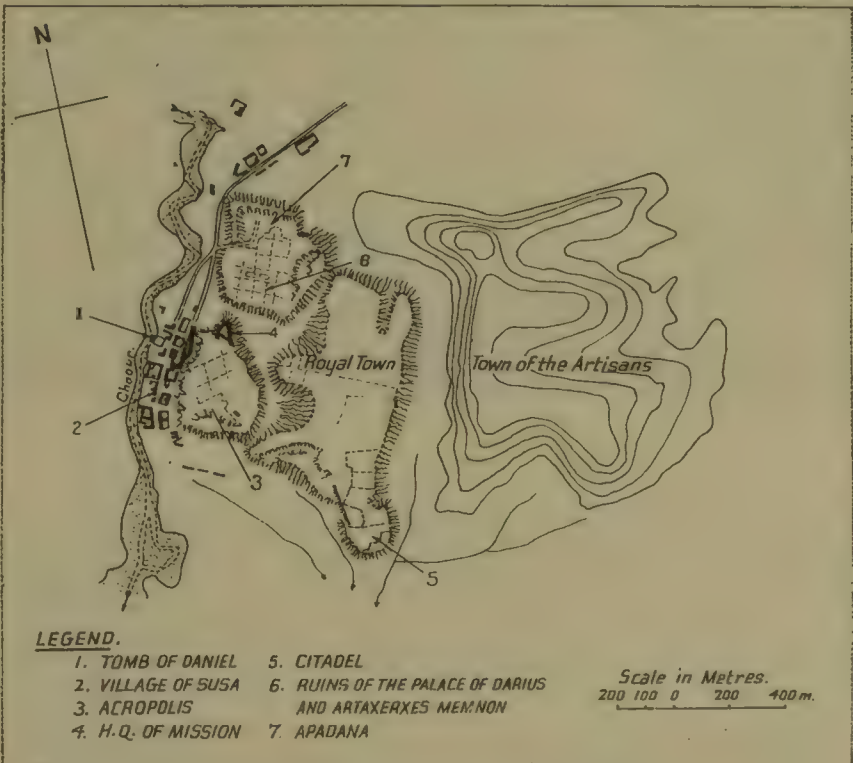 N
7
6
1
4
Royal Town
Town of the Artisans
Chaour
2
3
5
LEGEND.
1. TOMB OF DANIEL
2. VILLAGE OF SUSA
3. ACROPOLIS
4. H.Q. OF MISSION
5. CITADEL
6. RUINS OF THE PALACE OF DARIUS
AND ARTAXERXES MEMNON
7. APADANA
Scale in Metres.
200 100 0 200 400 m.